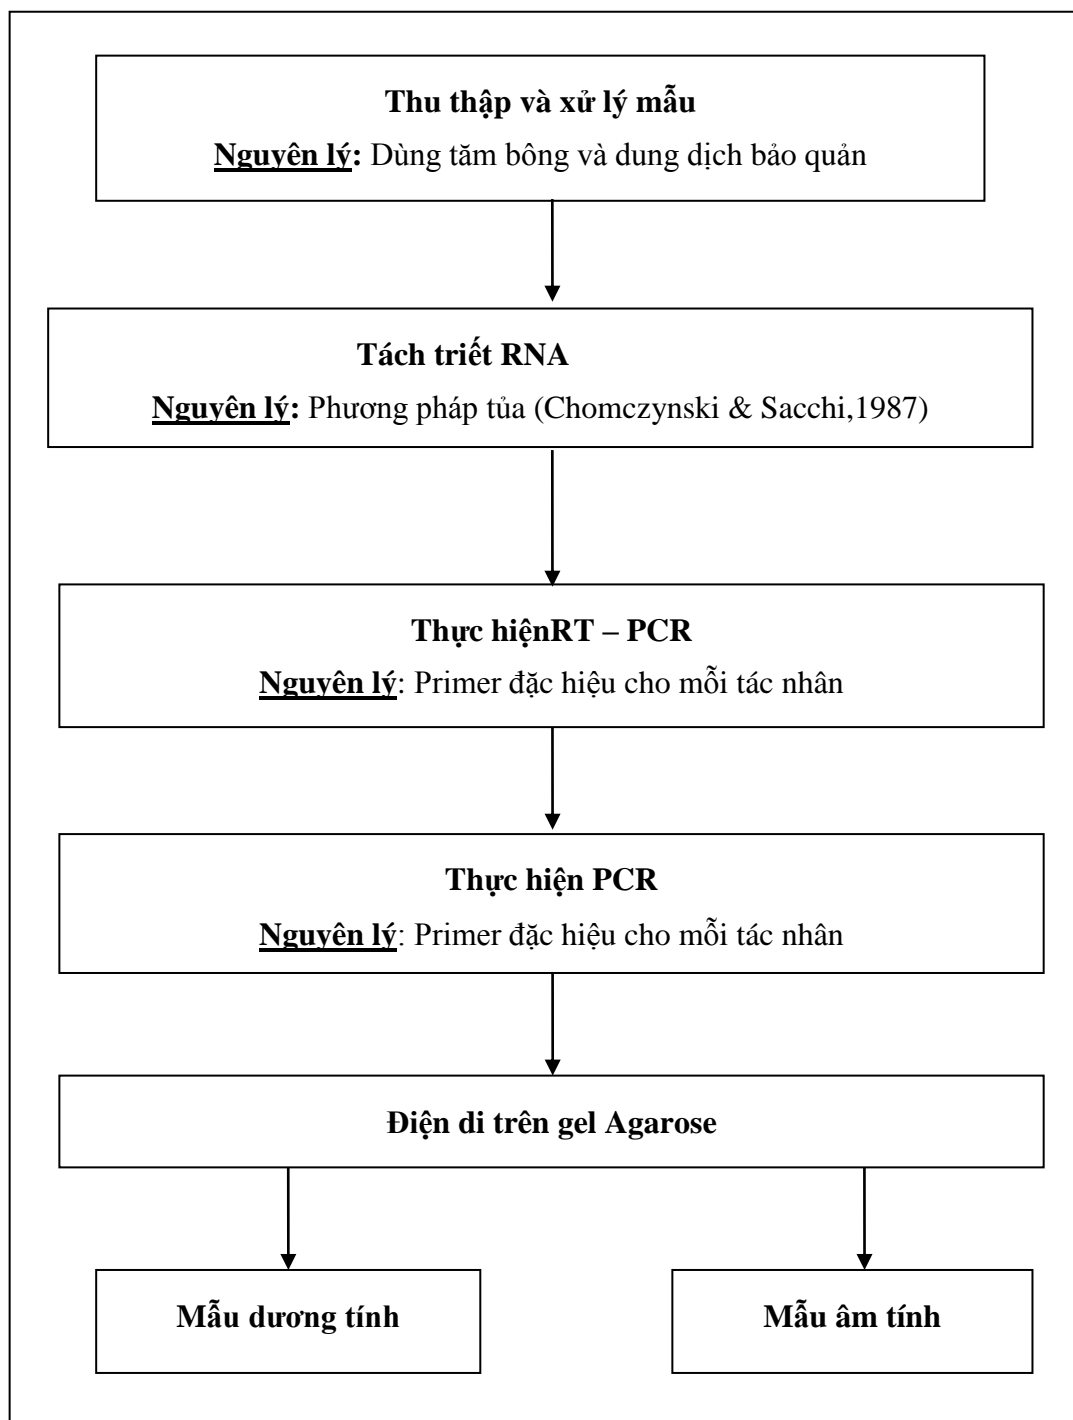 Thu thập và xử lý mẫu
Nguyên lý: Dùng tăm bông và dung dịch bảo quản
Tách triết RNA
Nguyên lý: Phương pháp tủa (Chomczynski & Sacchi,1987)
Thực hiệnRT – PCR
Nguyên lý: Primer đặc hiệu cho mỗi tác nhân
Thực hiện PCR
Nguyên lý: Primer đặc hiệu cho mỗi tác nhân
Điện di trên gel Agarose
Mẫu dương tính
Mẫu âm tính